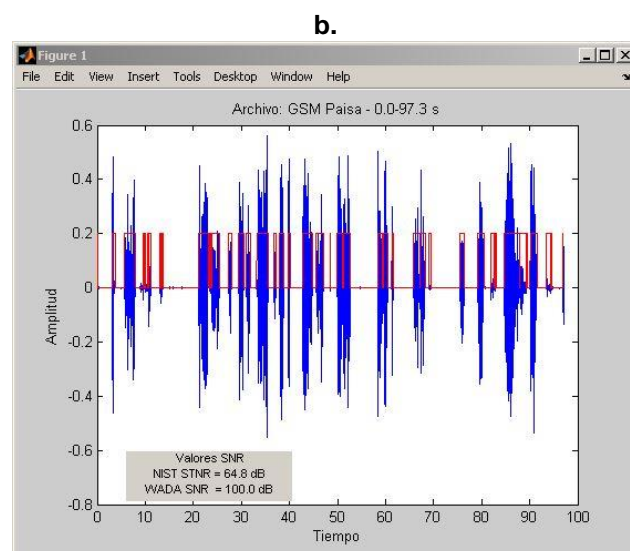 b.
Figure 1
File Edit View Insert Tools Desktop Window Help
Archivo: GSM Paisa - 0.0-97.3 s
0.6
0.4
0.2
0
-0.2
-0.4
-0.6
-0.8
Amplitud
Valores SNR
NIST STNR = 64.8 dB
WADA SNR = 100.0 dB
0 10 20 30 40 50 60 70 80 90 100
Tiempo